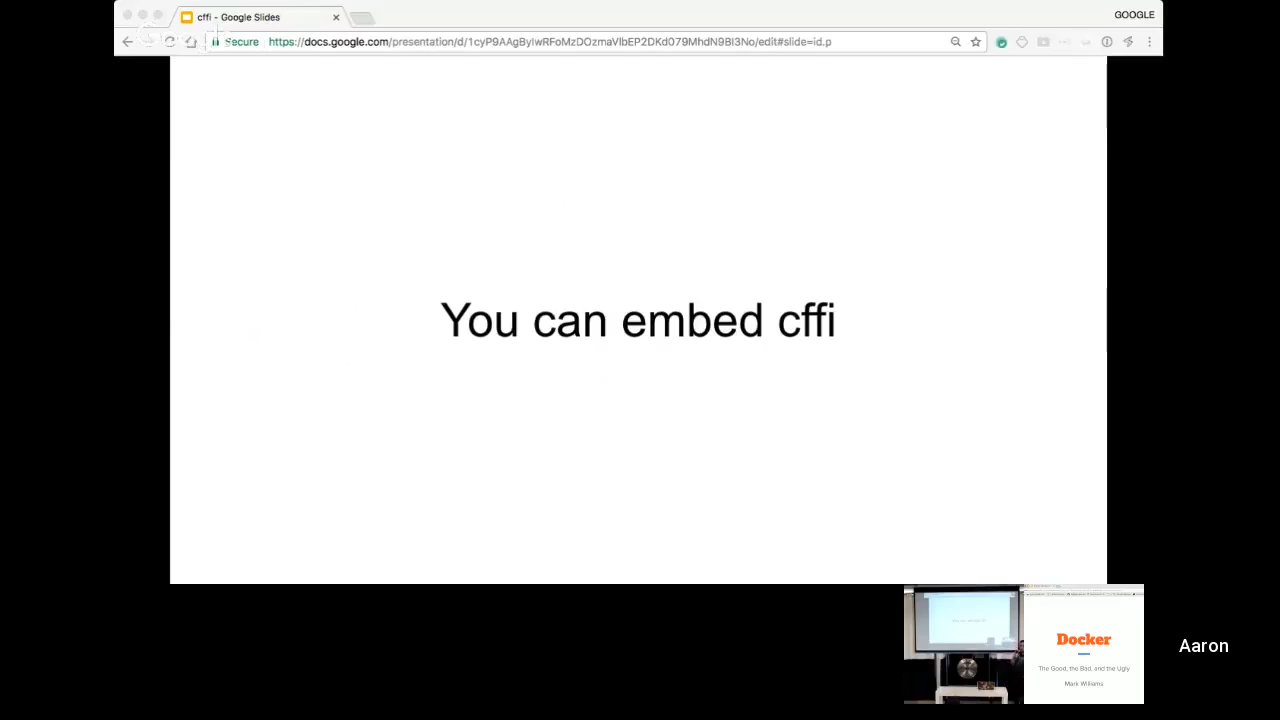 cffi - Google Slides
GOOGLE
Secure https://docs.google.com/presentation/d/1cyP9AAgBylwRFoMzDOzmaVlbEP2DKd079MhdN9Bl3No/edit#slide=id.p
You can embed cffi
Docker
The Good, the Bad, and the Ugly
Mark Williams
Aaron